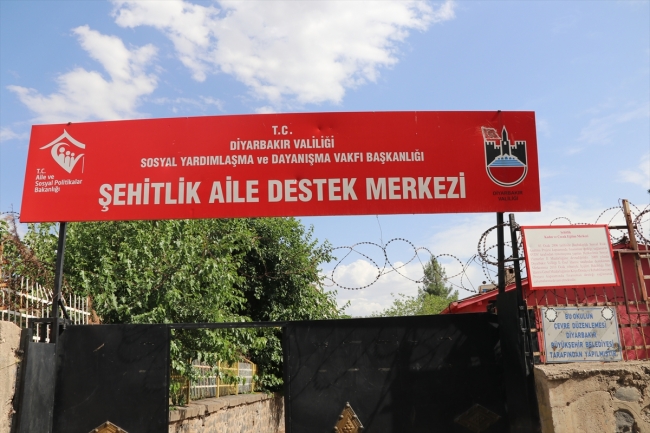 T.C.
DİYARBAKIR VALİLİĞİ
SOSYAL YARDIMLAŞMA ve DAYANIŞMA VAKFI BAŞKANLIĞI
ŞEHİTLİK AİLE DESTEK MERKEZİ
T.C.
Aile ve
Sosyal Politikalar
Bakanlığı
DİYARBAKIR
VALİLİĞİ
BU OKULUN
ÇEVRE DÜZENLEMESİ
DİYARBAKIR
BÜYÜKŞEHİR BELEDİYESİ
TARAFINDAN YAPILMIŞTIR.